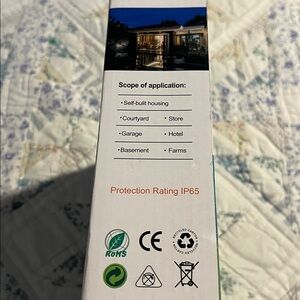 Scope of application:
·Self-built housing
·Courtyard · Store
·Garage · Hotel
·Basement · Farms
Protection Rating IP65
RoHS CE